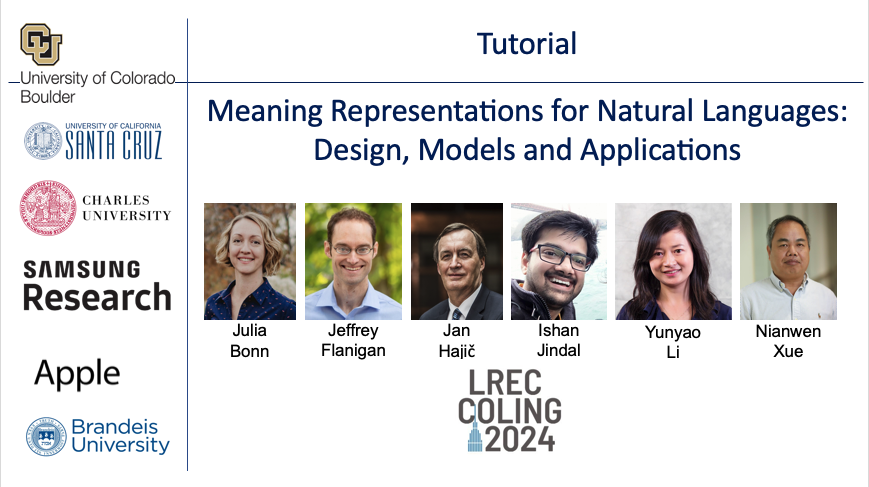 Tutorial
Meaning Representations for Natural Languages:
Design, Models and Applications
University of Colorado
Boulder
UNIVERSITY OF CALIFORNIA
SANTA CRUZ
CHARLES
UNIVERSITY
SAMSUNG
Research
Apple
Brandeis
University
Julia
Bonn
Jeffrey
Flanigan
Jan
Hajič
Ishan
Jindal
Yunyao
Li
Nianwen
Xue
LREC
COLING
2024